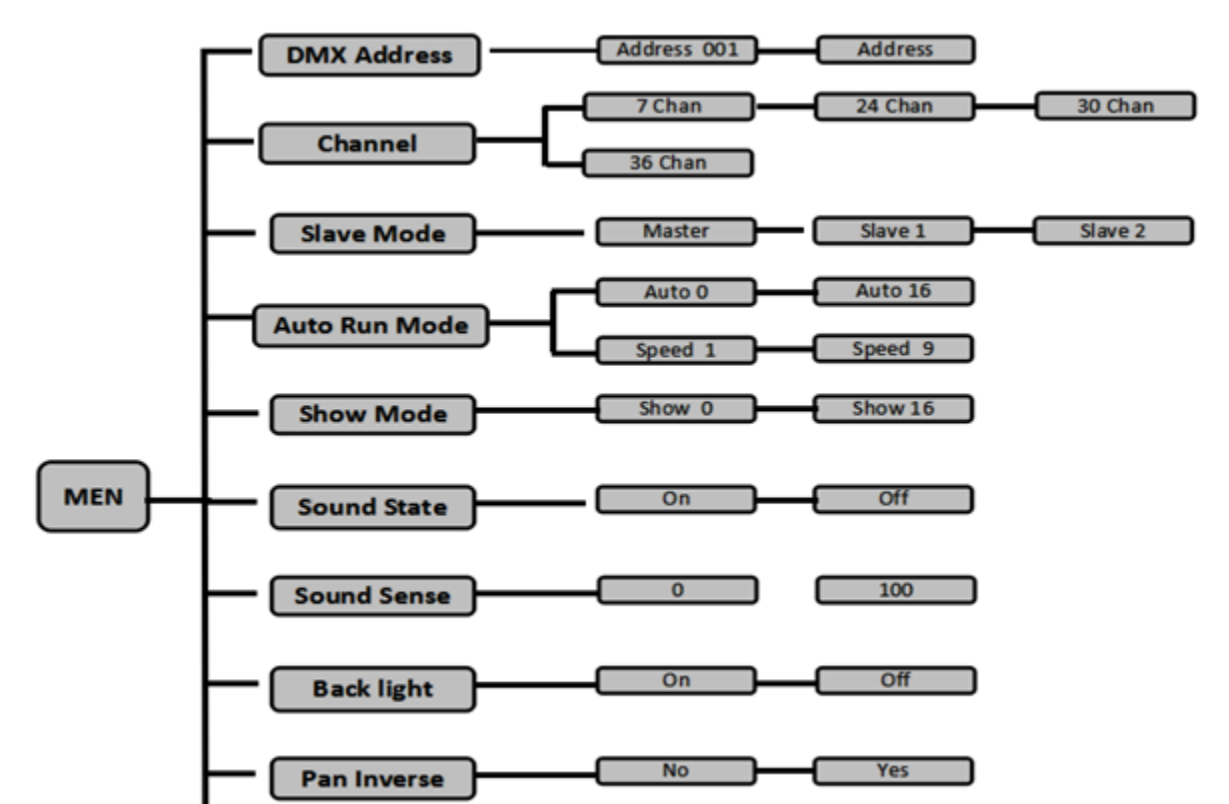 DMX Address
Address 001
Address
Channel
7 Chan
24 Chan
30 Chan
36 Chan
Slave Mode
Master
Slave 1
Slave 2
Auto Run Mode
Auto 0
Auto 16
Speed 1
Speed 9
Show Mode
Show 0
Show 16
MEN
Sound State
On
Off
Sound Sense
0
100
Back light
On
Off
Pan Inverse
No
Yes